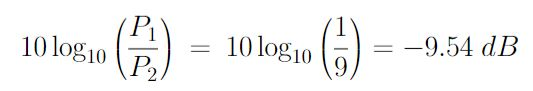 10 log₁₀ (P₁/P₂) = 10 log₁₀ (1/9) = −9.54 dB